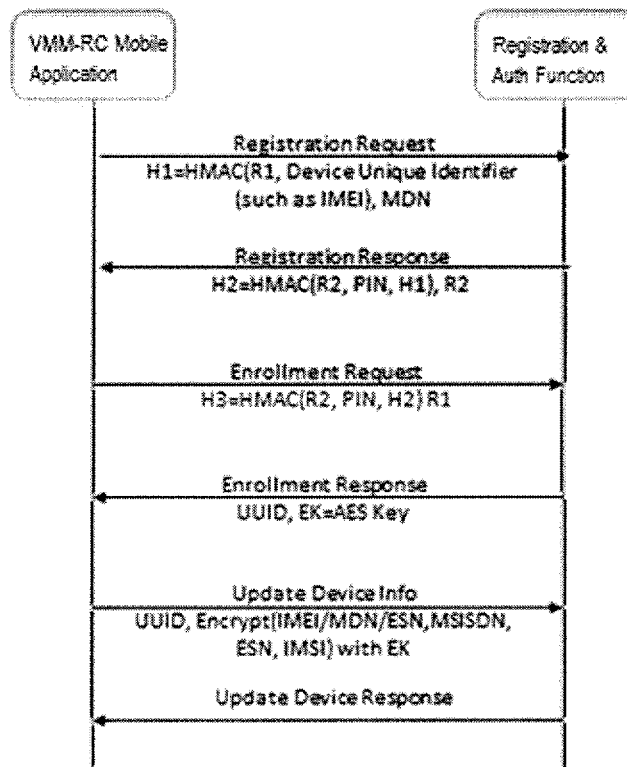 VMM-RC Mobile
Application
Registration &
Auth Function
Registration Request
H1=HMAC(R1, Device Unique Identifier
(such as IMEI), MDN
Registration Response
H2=HMAC(R2, PIN, H1), R2
Enrollment Request
H3=HMAC(R2, PIN, H2) R1
Enrollment Response
UUID, EK=AES Key
Update Device Info
UUID, Encrypt(IMEI/MDN/ESN,MSISDN,
ESN, IMSI) with EK
Update Device Response